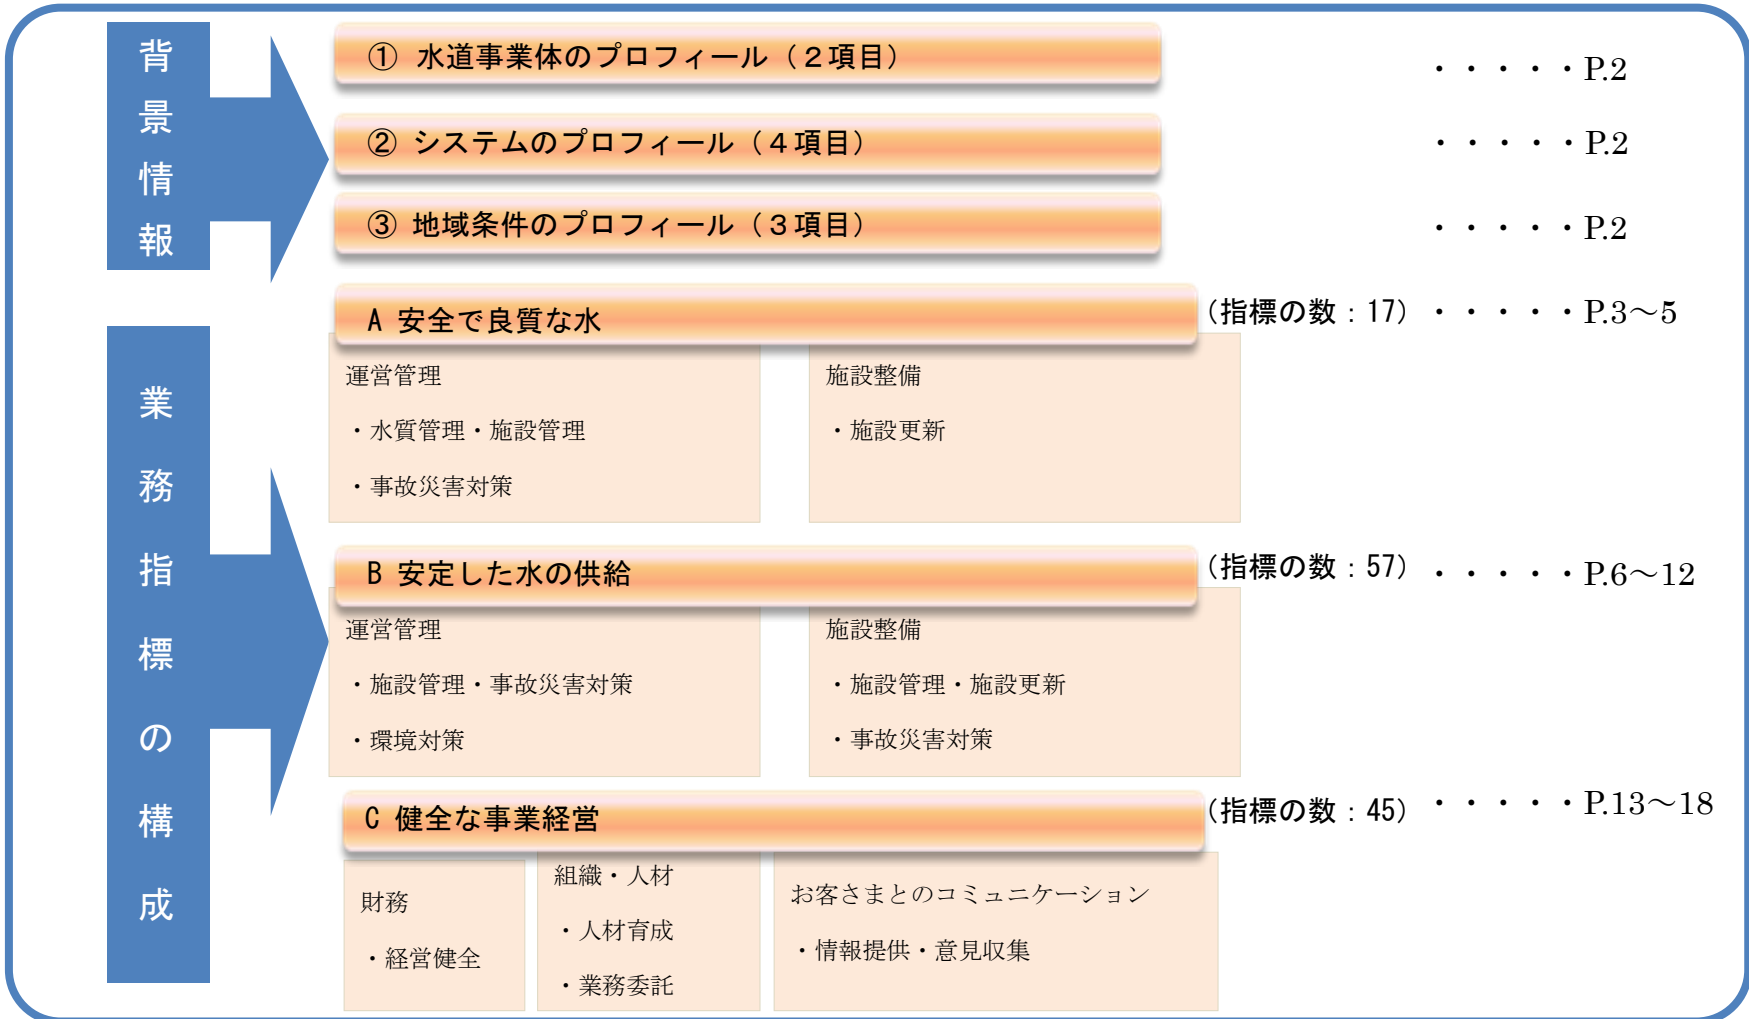 背景情報
① 水道事業体のプロフィール（２項目）
・・・・・P.2
② システムのプロフィール（４項目）
・・・・・P.2
③ 地域条件のプロフィール（３項目）
・・・・・P.2
業務指標の構成
A 安全で良質な水
（指標の数：17）
・・・・・P.3～5
運営管理
・水質管理・施設管理
・事故災害対策
施設整備
・施設更新
B 安定した水の供給
（指標の数：57）
・・・・・P.6～12
運営管理
・施設管理・事故災害対策
・環境対策
施設整備
・施設管理・施設更新
・事故災害対策
C 健全な事業経営
（指標の数：45）
・・・・・P.13～18
財務
・経営健全
組織・人材
・人材育成
・業務委託
お客さまとのコミュニケーション
・情報提供・意見収集